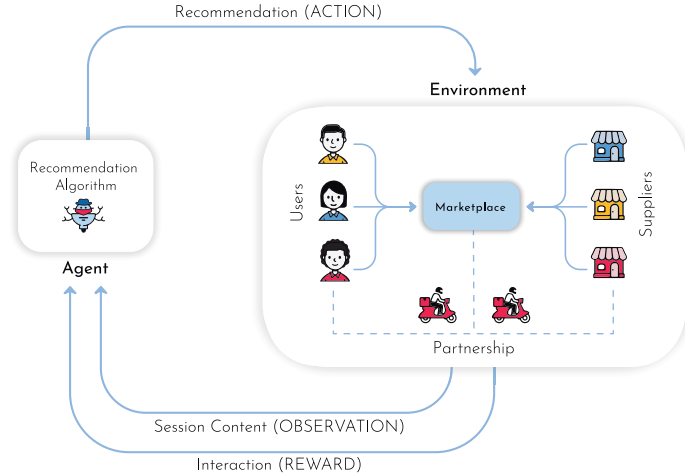 Recommendation (ACTION)
Environment
Recommendation
Algorithm
Agent
Users
Marketplace
Suppliers
Partnership
Session Content (OBSERVATION)
Interaction (REWARD)